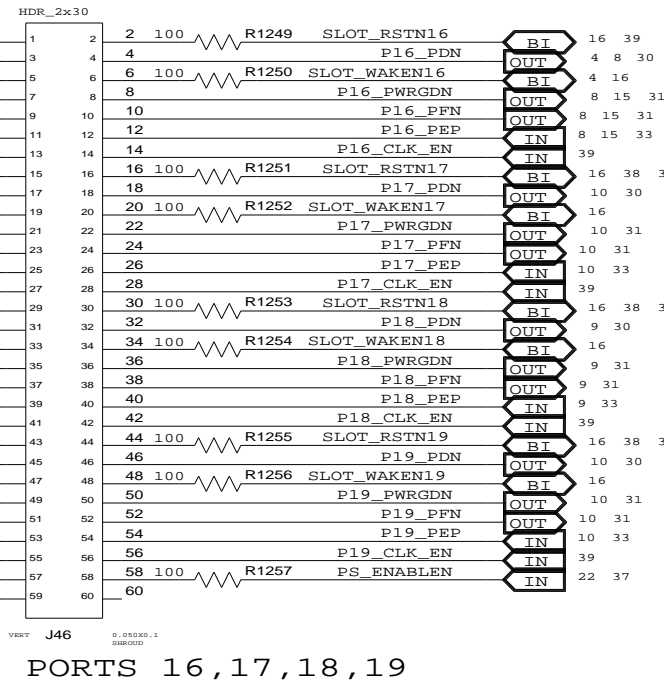 HDR_2x30
1 2 2 100 R1249 SLOT_RSTN16 BI 16 39
3 4 4 P16_PDN OUT 4 8 30
5 6 6 100 R1250 SLOT_WAKEN16 BI 4 16
7 8 8 P16_PWRGDN OUT 8 15 31
9 10 10 P16_PFN OUT 8 15 31
11 12 12 P16_PEP IN 8 15 33
13 14 14 P16_CLK_EN IN 39
15 16 16 100 R1251 SLOT_RSTN17 BI 16 38
17 18 18 P17_PDN OUT 10 30
19 20 20 100 R1252 SLOT_WAKEN17 BI 16
21 22 22 P17_PWRGDN OUT 10 31
23 24 24 P17_PFN OUT 10 31
25 26 26 P17_PEP IN 10 33
27 28 28 P17_CLK_EN IN 39
29 30 30 100 R1253 SLOT_RSTN18 BI 16 38
31 32 32 P18_PDN OUT 9 30
33 34 34 100 R1254 SLOT_WAKEN18 BI 16
35 36 36 P18_PWRGDN OUT 9 31
37 38 38 P18_PFN OUT 9 31
39 40 40 P18_PEP IN 9 33
41 42 42 P18_CLK_EN IN 39
43 44 44 100 R1255 SLOT_RSTN19 BI 16 38
45 46 46 P19_PDN OUT 10 30
47 48 48 100 R1256 SLOT_WAKEN19 BI 16
49 50 50 P19_PWRGDN OUT 10 31
51 52 52 P19_PFN OUT 10 31
53 54 54 P19_PEP IN 10 33
55 56 56 P19_CLK_EN IN 39
57 58 58 100 R1257 PS_ENABLEN IN 22 37
59 60 60
VERT J46 0.050X0.1
SHROUD
PORTS 16,17,18,19